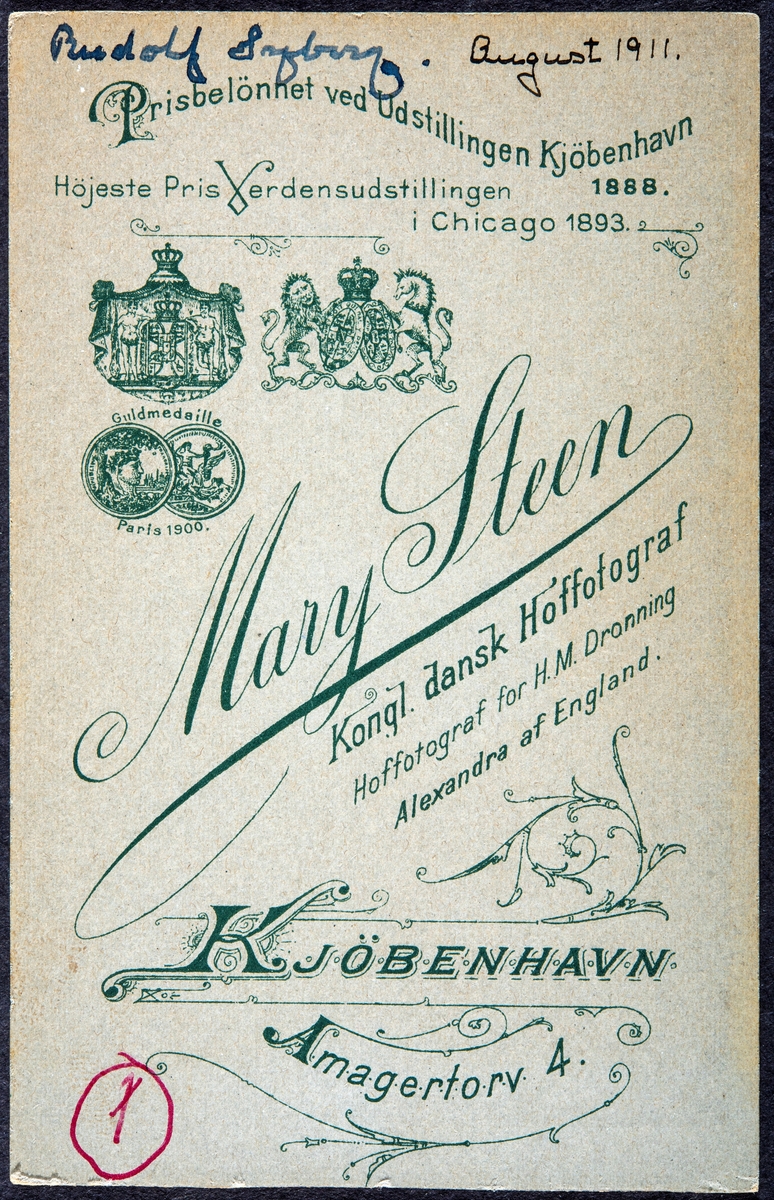 Rudolf August 1911.
Prisbelönnet ved Udstillingen Kjöbenhavn
1888.
Höjeste Pris Verdensudstillingen
i Chicago 1893.
Guldmedaille
Paris 1900.
Mary Steen
Kongl. dansk Hoffotograf
Hoffotograf for H.M. Dronning
Alexandra af England.
KJÖBENHAVN
Amagertorv 4.
1